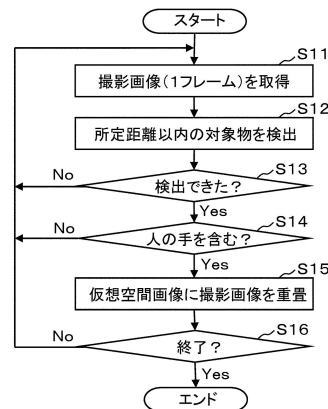 スタート
S11
撮影画像(1フレーム)を取得
S12
所定距離以内の対象物を検出
S13
No
検出できた?
Yes
S14
No
人の手を含む?
Yes
S15
仮想空間画像に撮影画像を重畳
S16
No
終了?
Yes
エンド